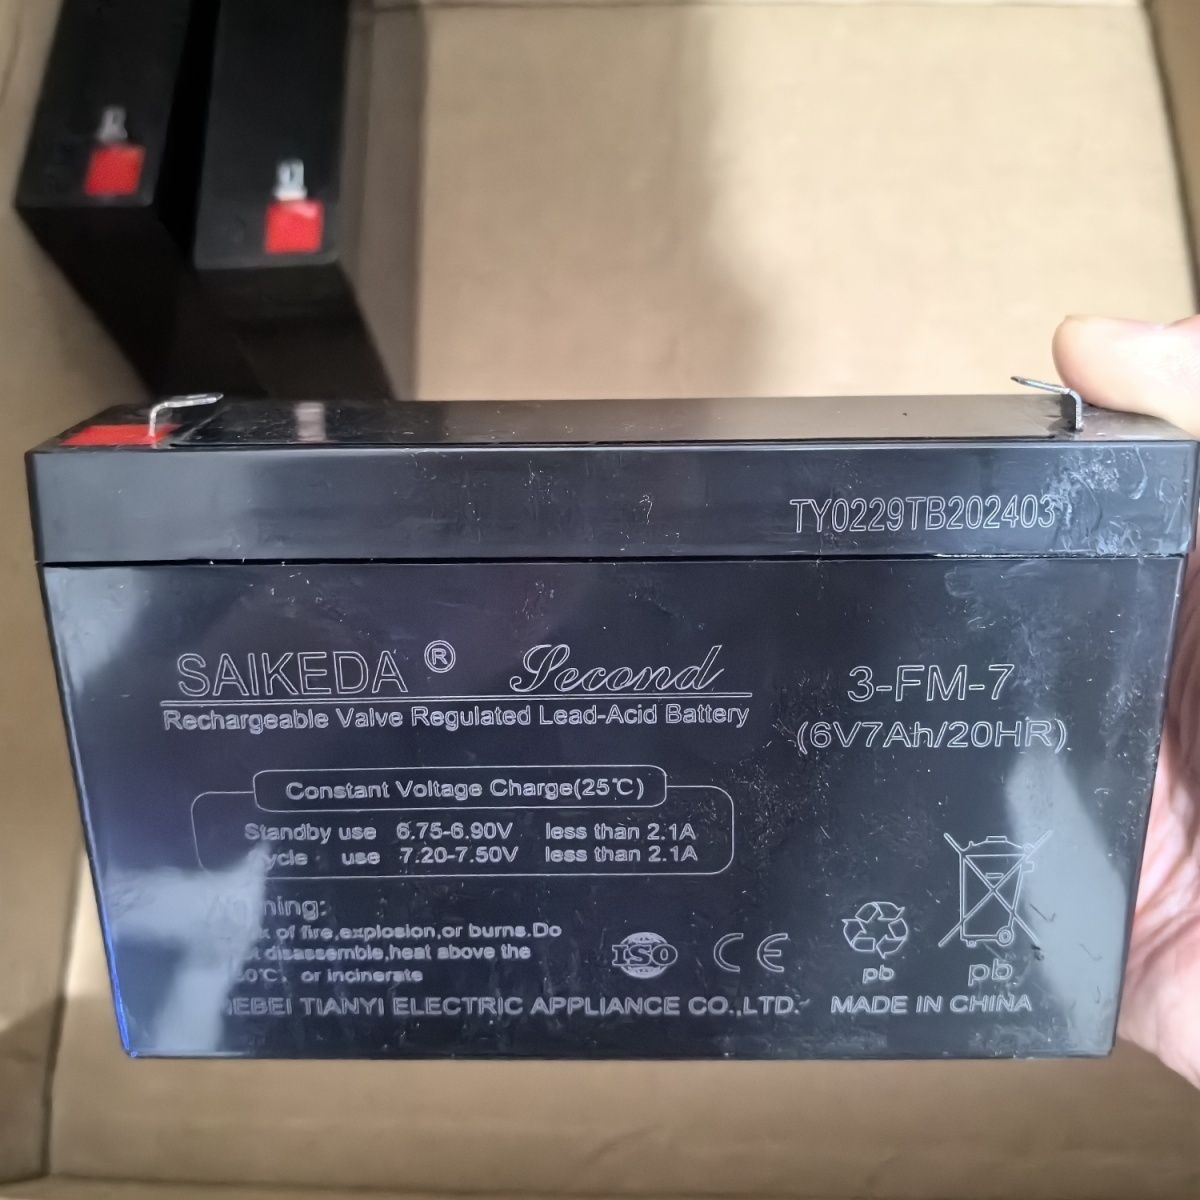 TY0229TB202403
SAIKEDA ® Second
Rechargeable Valve Regulated Lead-Acid Battery
3-FM-7
(6V7Ah/20HR)
Constant Voltage Charge(25℃)
Standby use 6.75-6.90V less than 2.1A
use 7.20-7.50V less than 2.1A
of fire,explosion,or burns.Do
disassemble,heat above the
or incinerate
ISO CE
pb pb
TIANYI ELECTRIC APPLIANCE CO.,LTD. MADE IN CHINA